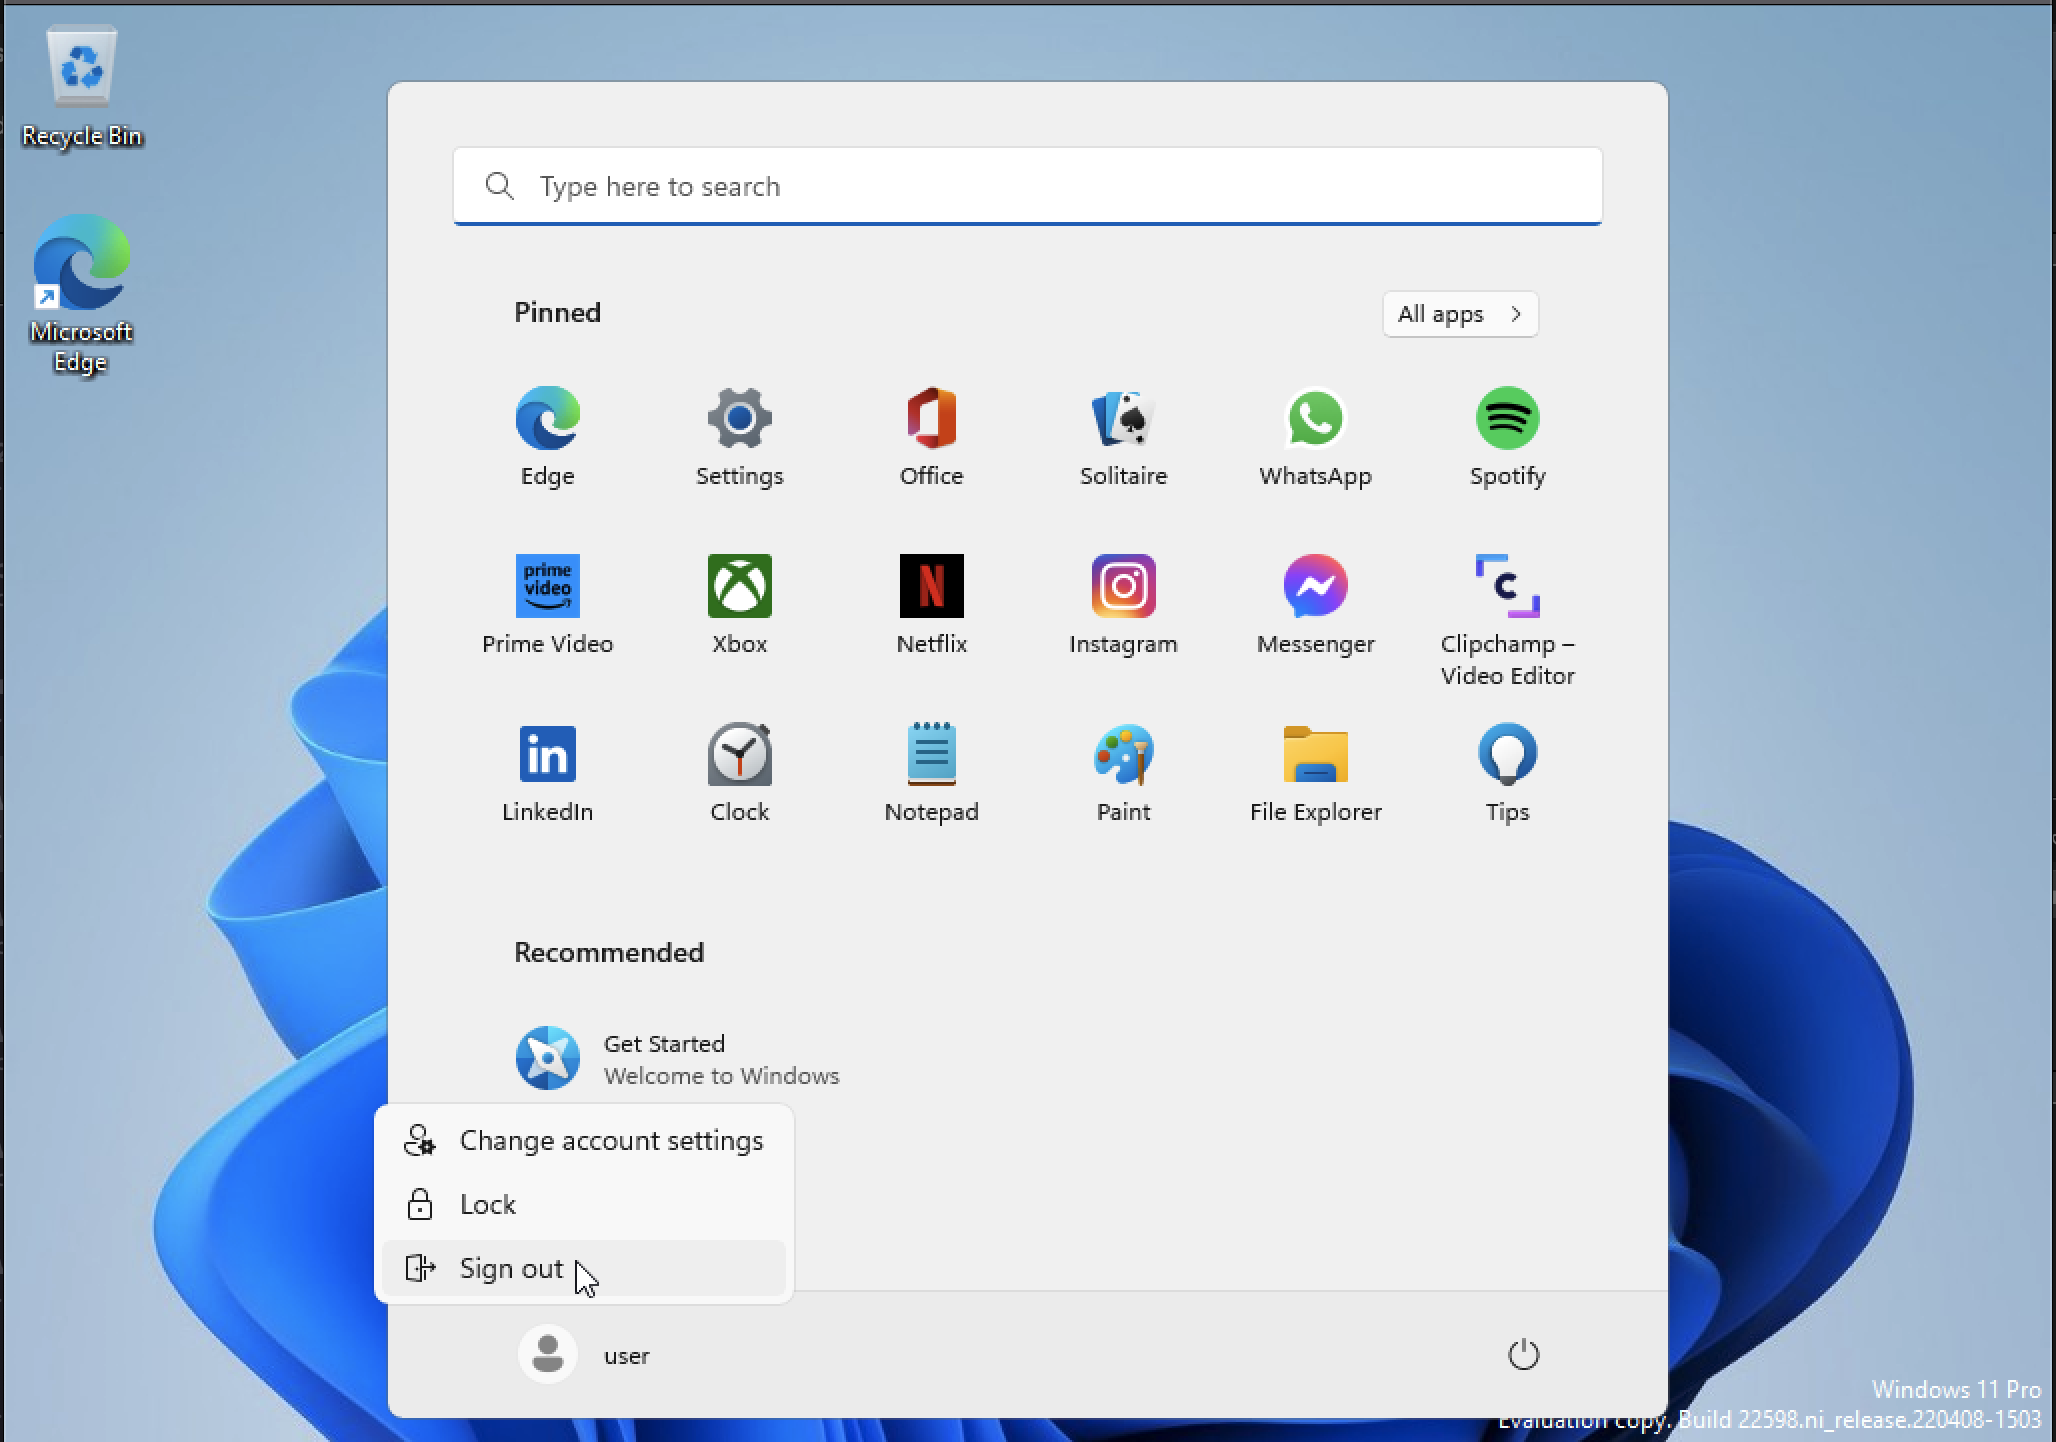 Recycle Bin
Microsoft
Edge
Type here to search
Pinned
All apps
Edge
Settings
Office
Solitaire
WhatsApp
Spotify
prime
video
Prime Video
Xbox
N
Netflix
Instagram
Messenger
C
Clipchamp –
Video Editor
in
LinkedIn
Clock
Notepad
Paint
File Explorer
Tips
Recommended
Get Started
Welcome to Windows
Change account settings
Lock
Sign out
user
Windows 11 Pro
Evaluation copy. Build 22598.ni_release.220408-1503